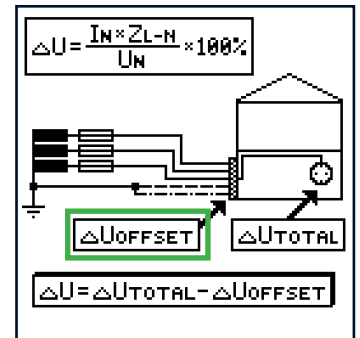 △U=IN×ZL-N/UN×100%
△UOFFSET
△UTOTAL
△U=△UTOTAL-△UOFFSET